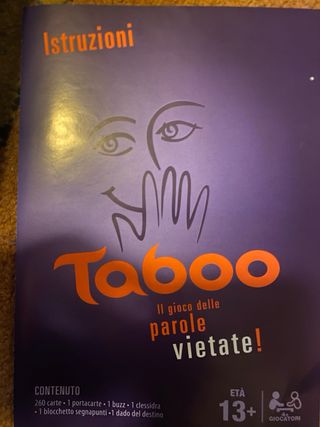 Istruzioni
Taboo
Il gioco delle
parole
vietate!
CONTENUTO
260 carte • 1 portacarte • 1 buzz • 1 clessidra
• 1 blocchetto segnapunti • 1 dado del destino
ETÀ
13+
4+
GIOCATORI